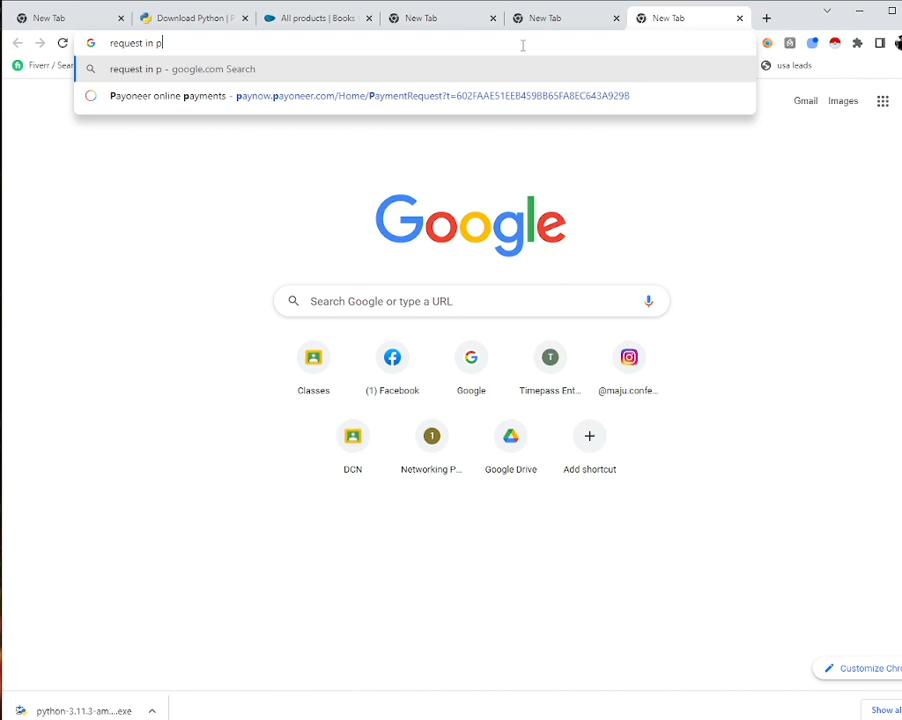 New Tab
Download Python | P
All products | Books
New Tab
New Tab
New Tab
request in p
Fiverr / Sear
usa leads
request in p - google.com Search
Payoneer online payments - paynow.payoneer.com/Home/PaymentRequest?t=602FAAE51EEB459BB65FA8EC643A929B
Gmail Images
Google
Search Google or type a URL
Classes
(1) Facebook
Google
T
Timepass Ent...
@maju.confe...
DCN
1
Networking P...
Google Drive
Add shortcut
Customize Chro
python-3.11.3-am....exe
Show al